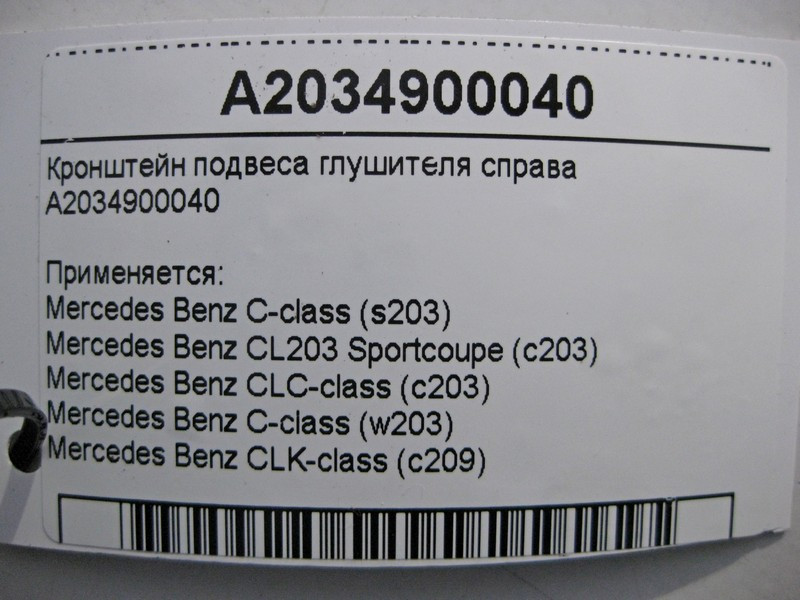 A2034900040
Кронштейн подвеса глушителя справа
A2034900040
Применяется:
Mercedes Benz C-class (s203)
Mercedes Benz CL203 Sportcoupe (c203)
Mercedes Benz CLC-class (c203)
Mercedes Benz C-class (w203)
Mercedes Benz CLK-class (c209)